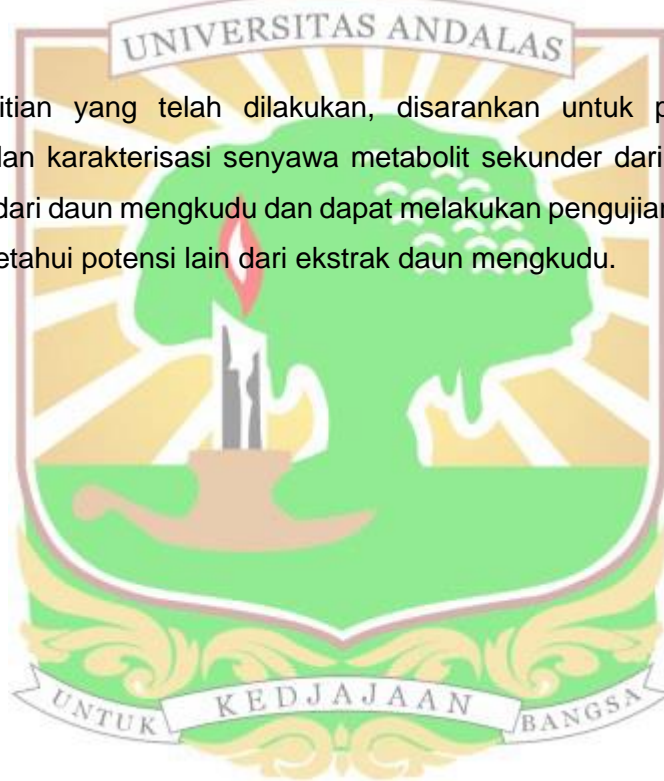 UNIVERSITAS ANDALAS
itian yang telah dilakukan, disarankan untuk p
dan karakterisasi senyawa metabolit sekunder dari
dari daun mengkudu dan dapat melakukan pengujian
etahui potensi lain dari ekstrak daun mengkudu.
UNTUK KEDJAJAAN BANGSA